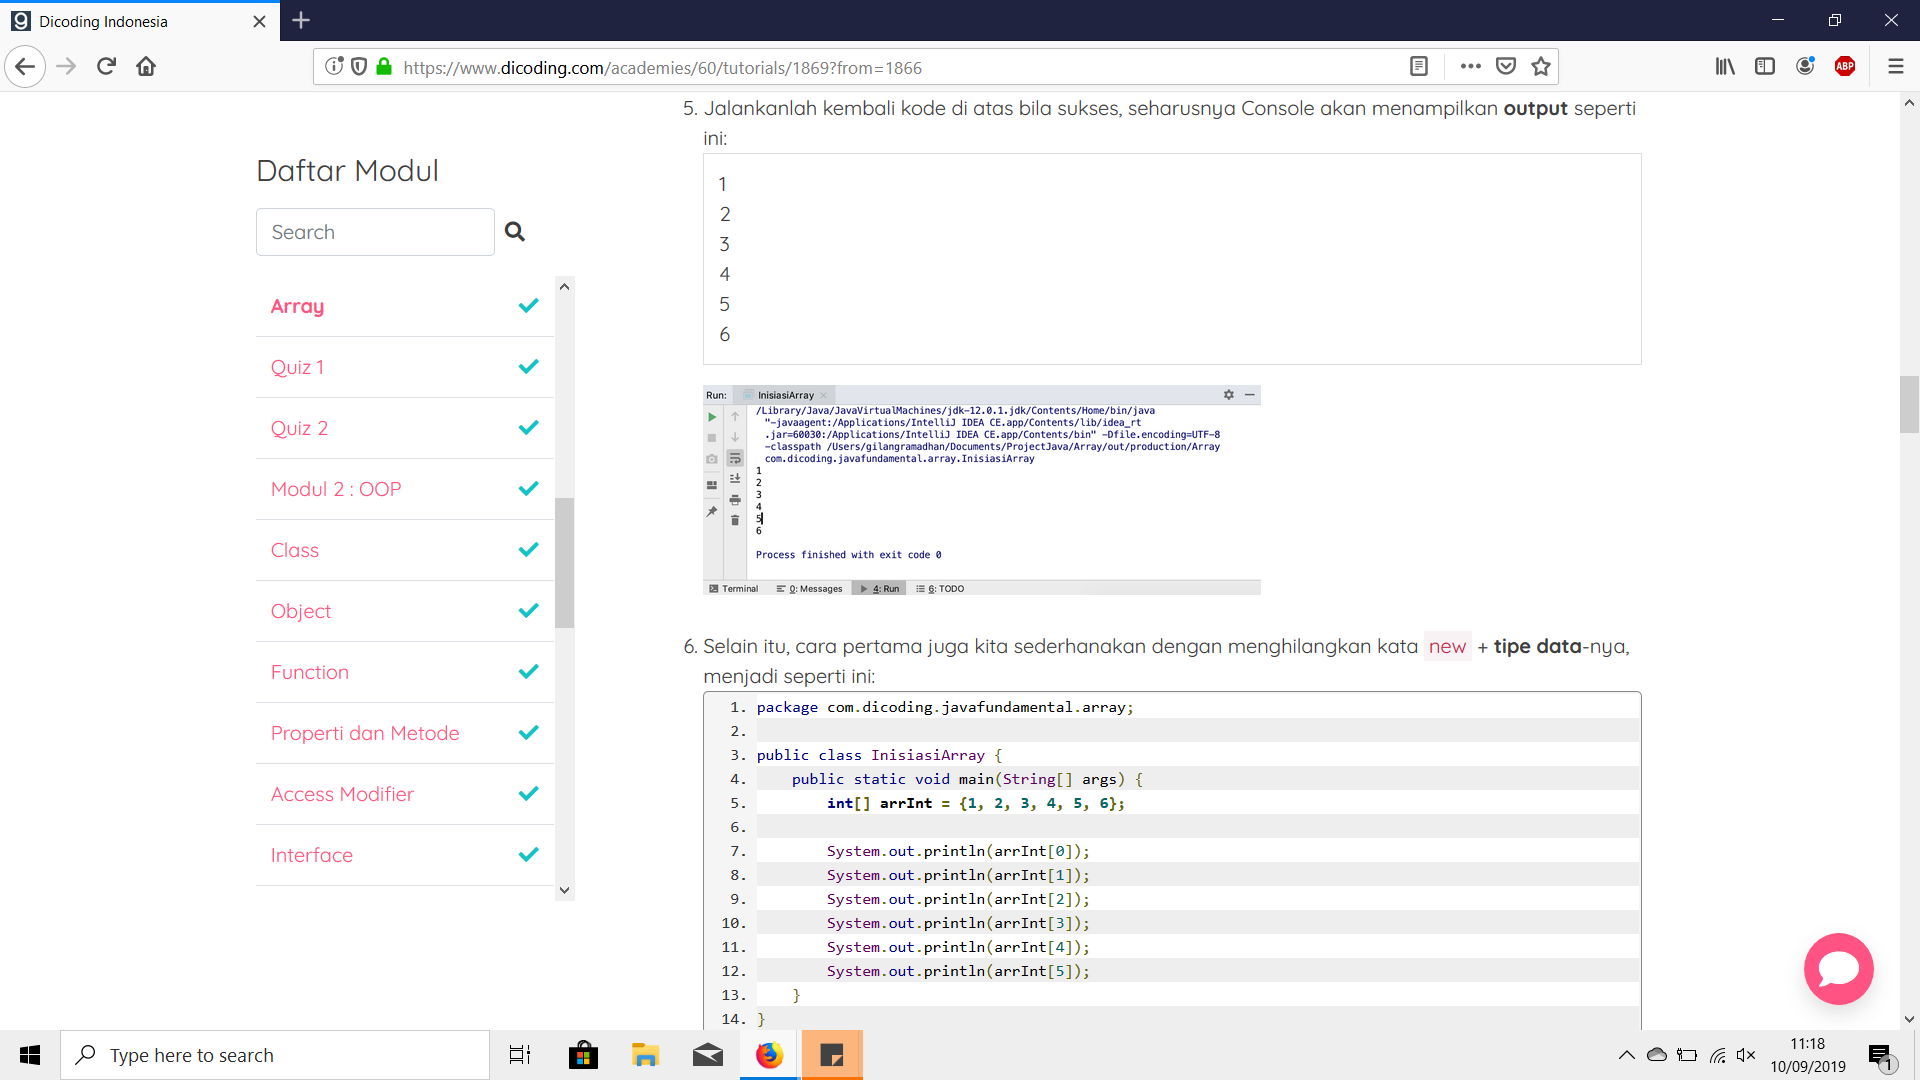 Dicoding Indonesia
https://www.dicoding.com/academies/60/tutorials/1869?from=1866
ABP
Daftar Modul
Search
Array
Quiz 1
Quiz 2
Modul 2 : OOP
Class
Object
Function
Properti dan Metode
Access Modifier
Interface
5. Jalankanlah kembali kode di atas bila sukses, seharusnya Console akan menampilkan output seperti
ini:
1
2
3
4
5
6
Run: InisiasiArray
/Library/Java/JavaVirtualMachines/jdk-12.0.1.jdk/Contents/Home/bin/java
"-javaagent:/Applications/IntelliJ IDEA CE.app/Contents/lib/idea_rt
.jar=60030:/Applications/IntelliJ IDEA CE.app/Contents/bin" -Dfile.encoding=UTF-8
-classpath /Users/gilangramadhan/Documents/ProjectJava/Array/out/production/Array
com.dicoding.javafundamental.array.InisiasiArray
1
2
3
4
5
6
Process finished with exit code 0
Terminal 0: Messages 4: Run 6: TODO
6. Selain itu, cara pertama juga kita sederhanakan dengan menghilangkan kata new + tipe data-nya,
menjadi seperti ini:
1. package com.dicoding.javafundamental.array;
2.
3. public class InisiasiArray {
4. public static void main(String[] args) {
5. int[] arrInt = {1, 2, 3, 4, 5, 6};
6.
7. System.out.println(arrInt[0]);
8. System.out.println(arrInt[1]);
9. System.out.println(arrInt[2]);
10. System.out.println(arrInt[3]);
11. System.out.println(arrInt[4]);
12. System.out.println(arrInt[5]);
13. }
14. }
Type here to search
11:18
10/09/2019
1